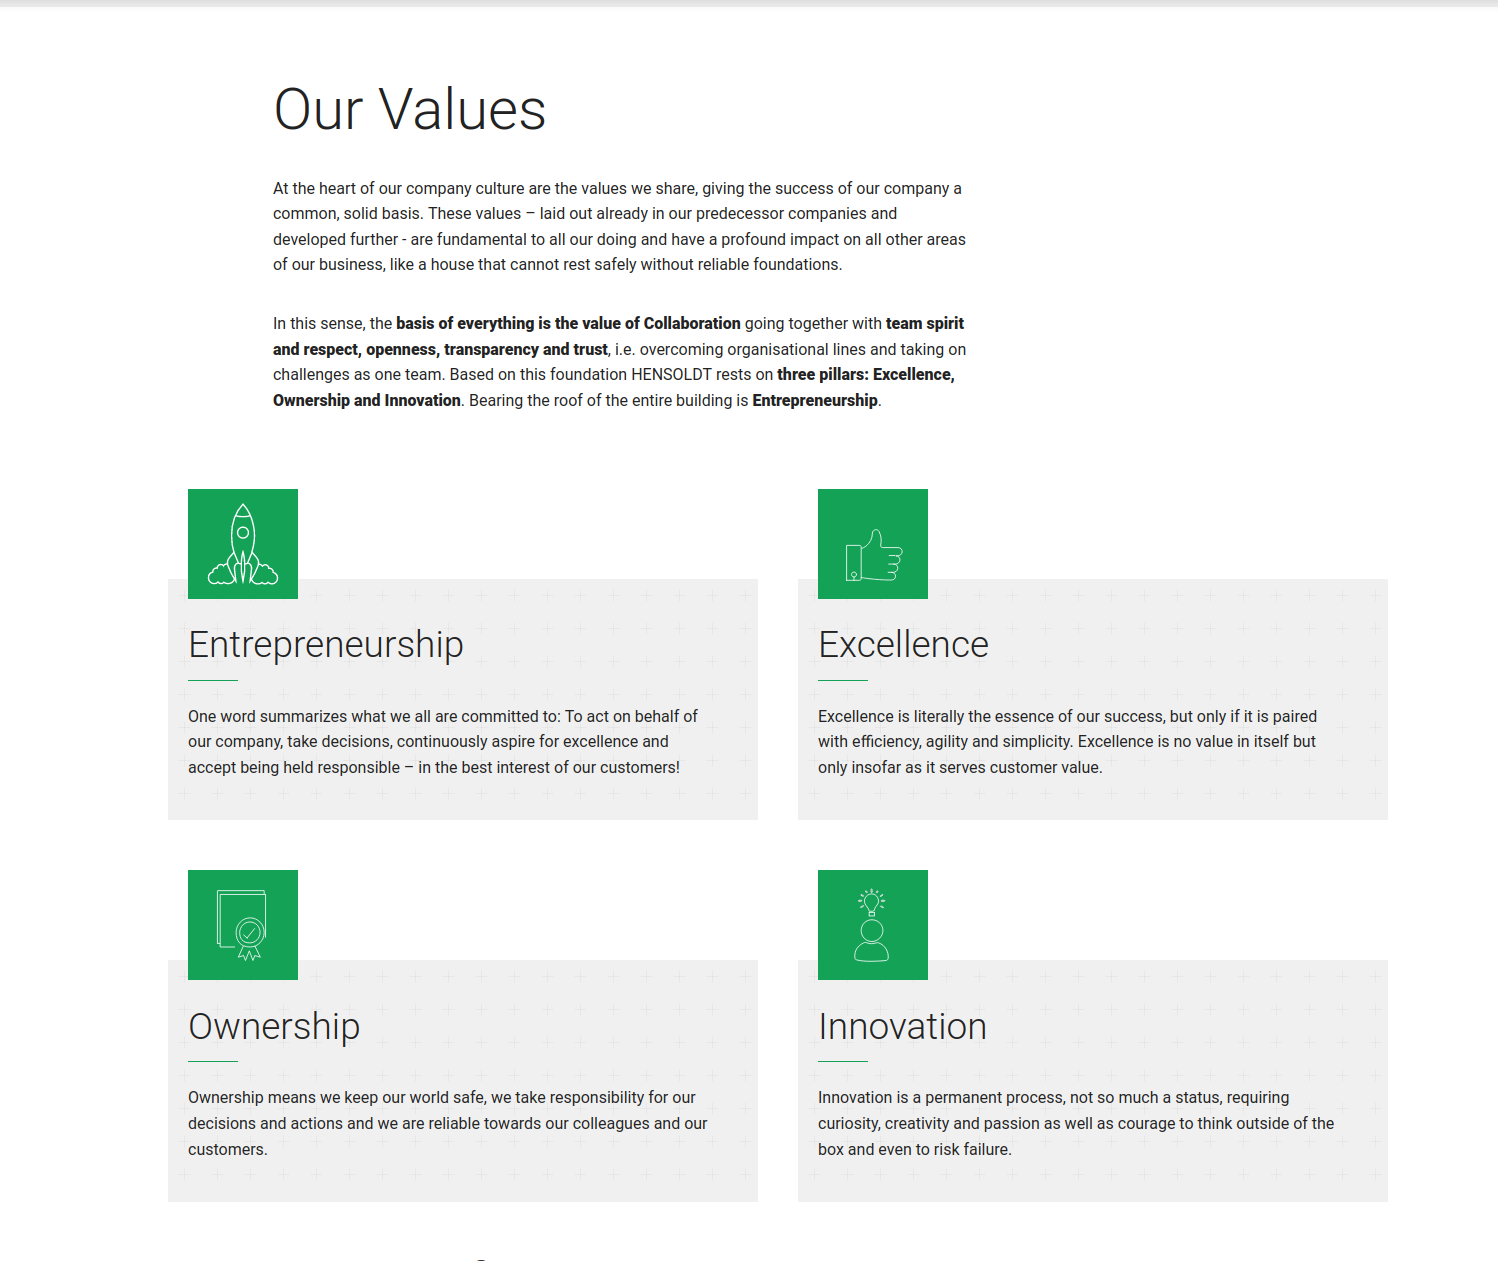 Our Values
At the heart of our company culture are the values we share, giving the success of our company a
common, solid basis. These values – laid out already in our predecessor companies and
developed further - are fundamental to all our doing and have a profound impact on all other areas
of our business, like a house that cannot rest safely without reliable foundations.
In this sense, the basis of everything is the value of Collaboration going together with team spirit
and respect, openness, transparency and trust, i.e. overcoming organisational lines and taking on
challenges as one team. Based on this foundation HENSOLDT rests on three pillars: Excellence,
Ownership and Innovation. Bearing the roof of the entire building is Entrepreneurship.
Entrepreneurship
One word summarizes what we all are committed to: To act on behalf of
our company, take decisions, continuously aspire for excellence and
accept being held responsible – in the best interest of our customers!
Excellence
Excellence is literally the essence of our success, but only if it is paired
with efficiency, agility and simplicity. Excellence is no value in itself but
only insofar as it serves customer value.
Ownership
Ownership means we keep our world safe, we take responsibility for our
decisions and actions and we are reliable towards our colleagues and our
customers.
Innovation
Innovation is a permanent process, not so much a status, requiring
curiosity, creativity and passion as well as courage to think outside of the
box and even to risk failure.